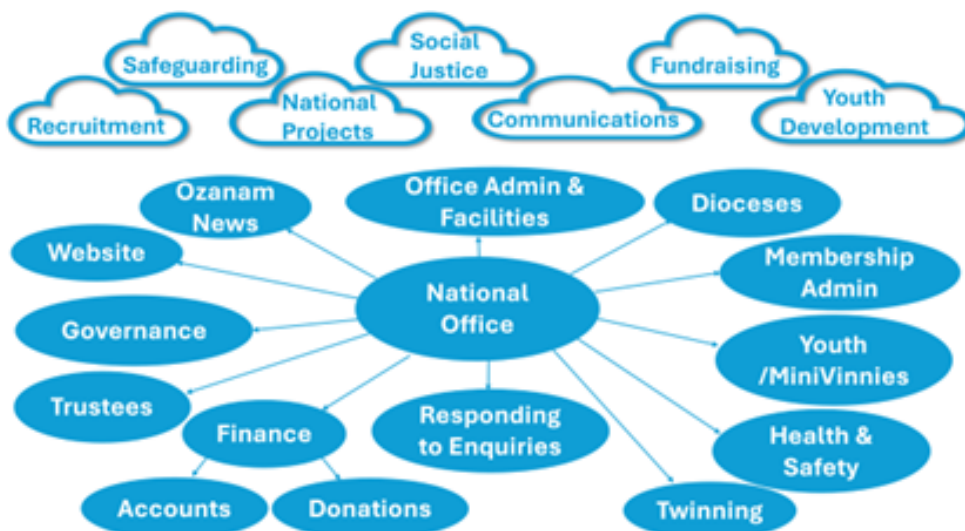 Safeguarding
Social
Justice
Fundraising
Recruitment
National
Projects
Communications
Youth
Development
Ozanam
News
Office Admin &
Facilities
Dioceses
Website
National
Office
Membership
Admin
Governance
Youth
/MiniVinnies
Trustees
Finance
Responding
to Enquiries
Health &
Safety
Accounts
Donations
Twinning